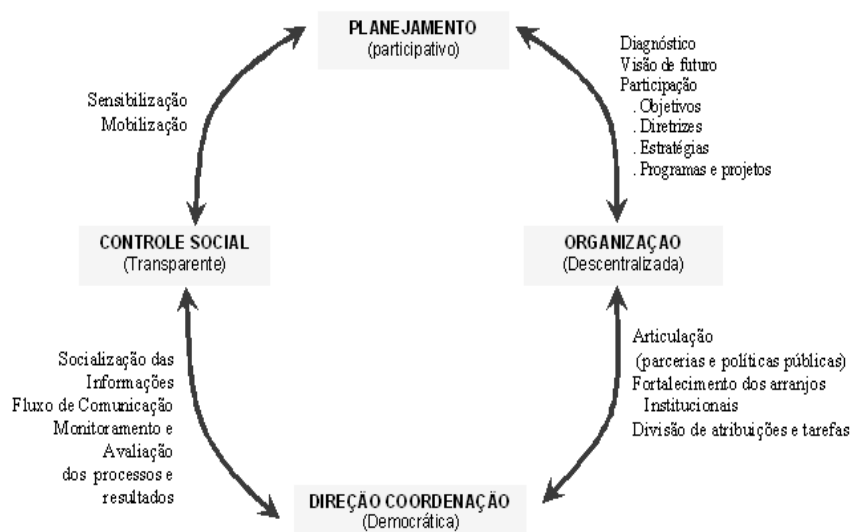 PLANEJAMENTO
(participativo)
Diagnóstico
Visão de futuro
Participação
. Objetivos
. Diretrizes
. Estratégias
. Programas e projetos
Sensibilização
Mobilização
CONTROLE SOCIAL
(Transparente)
ORGANIZAÇAO
(Descentralizada)
Articulação
(parcerias e políticas públicas)
Fortalecimento dos arranjos
Institucionais
Divisão de atribuições e tarefas
Socialização das
Informações
Fluxo de Comunicação
Monitoramento e
Avaliação
dos processos e
resultados
DIREÇÃO COORDENAÇÃO
(Democrática)